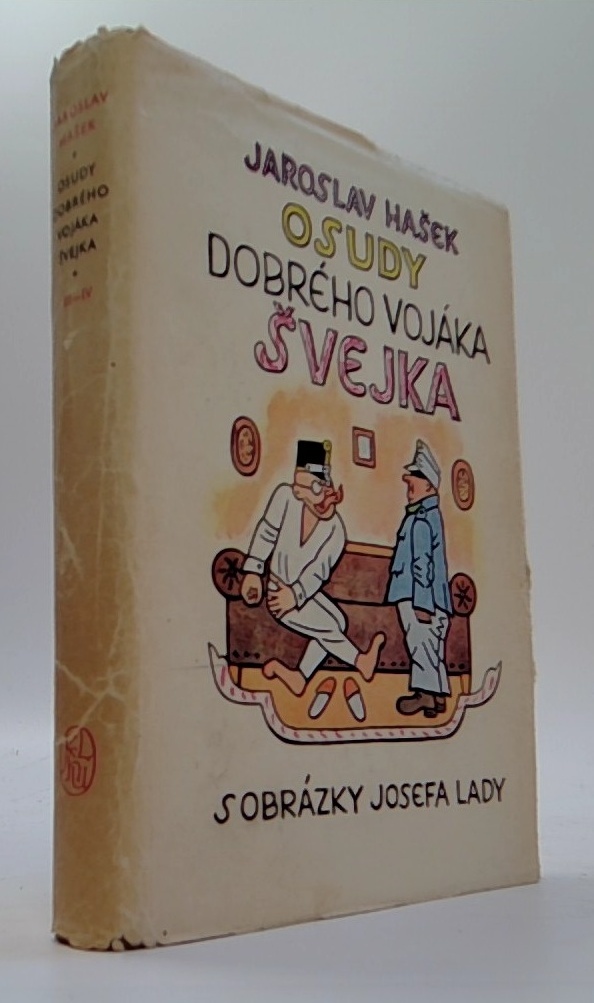 JAROSLAV
HAŠEK
OSUDY
DOBRÉHO
VOJÁKA
ŠVEJKA
III–IV
JAROSLAV HAŠEK
OSUDY
DOBRÉHO VOJÁKA
ŠVEJKA
S OBRÁZKY JOSEFA LADY